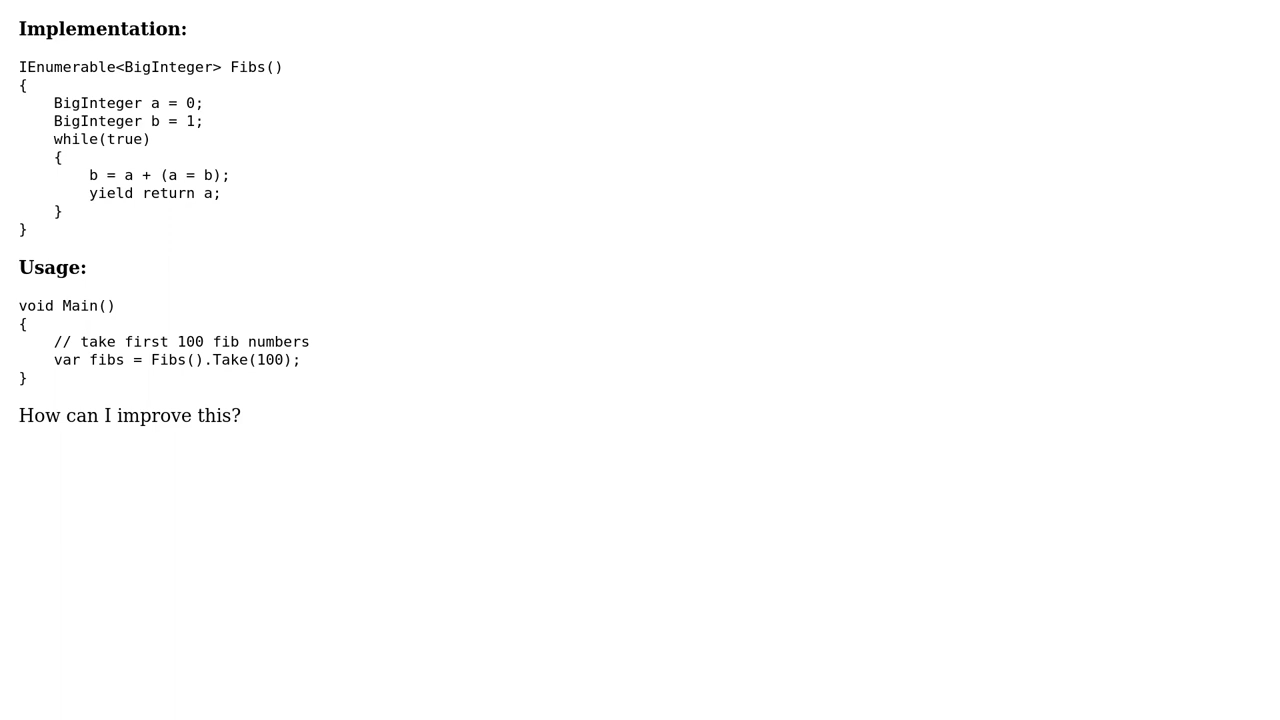 Implementation:
IEnumerable<BigInteger> Fibs()
{
    BigInteger a = 0;
    BigInteger b = 1;
    while(true)
    {
        b = a + (a = b);
        yield return a;
    }
}
Usage:
void Main()
{
    // take first 100 fib numbers
    var fibs = Fibs().Take(100);
}
How can I improve this?